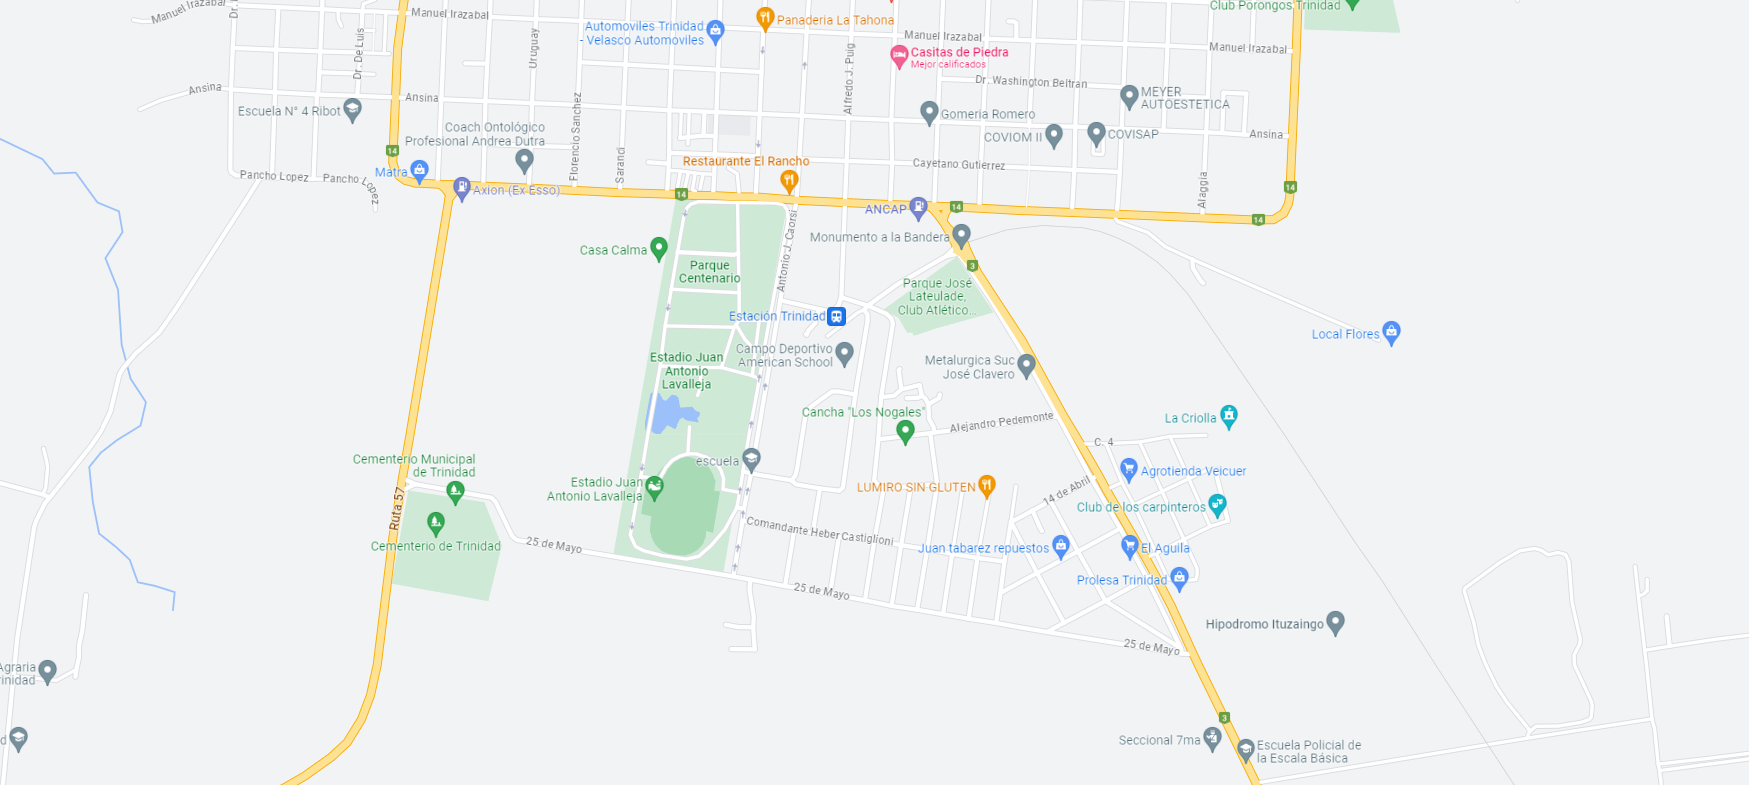 Manuel Irazabal
Dr. De Luis
Uruguay
Manuel Irazabal
Automoviles Trinidad
- Velasco Automoviles
Panaderia La Tahona
Club Porongos Trinidad
Manuel Irazabal
Manuel Irazabal
Casitas de Piedra
Mejor calificados
Alfredo J. Puig
Dr. Washington Beltran
Ansina
Ansina
Escuela N° 4 Ribot
MEYER
AUTOESTETICA
Gomeria Romero
COVIOM II
COVISAP
Ansina
Coach Ontológico
Profesional Andrea Dutra
Florencio Sanchez
Sarandí
14
Restaurante El Rancho
Cayetano Gutierrez
Matra
Pancho Lopez
Pancho Lopez
Axion (Ex Esso)
14
Alaggia
14
ANCAP
14
14
Monumento a la Bandera
Antonio J. Caorsi
Casa Calma
Parque
Centenario
3
Parque José
Lateulade,
Club Atlético...
Estación Trinidad
Local Flores
Campo Deportivo
American School
Estadio Juan
Antonio
Lavalleja
Metalurgica Suc
José Clavero
Cancha "Los Nogales"
Alejandro Pedemonte
La Criolla
C. 4
Cementerio Municipal
de Trinidad
escuela
Agrotienda Veicuer
Estadio Juan
Antonio Lavalleja
LUMIRO SIN GLUTEN
14 de Abril
Club de los carpinteros
Ruta 57
Comandante Heber Castiglioni
Cementerio de Trinidad
25 de Mayo
Juan tabarez repuestos
El Aguila
Prolesa Trinidad
25 de Mayo
Hipodromo Ituzaingo
25 de Mayo
Agraria
rinidad
3
Seccional 7ma
Escuela Policial de
la Escala Básica
d